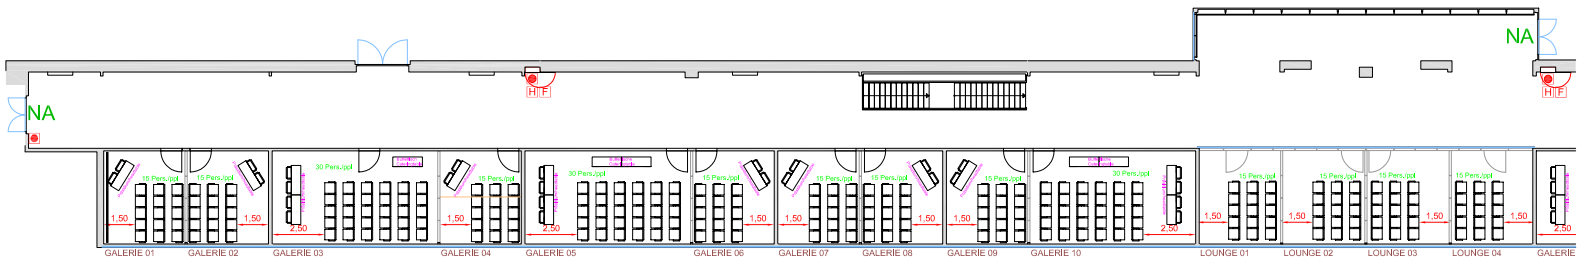 NA
NA
H F
H F
15 Pers./ppl
15 Pers./ppl
30 Pers./ppl
Buffettisch
15 Pers./ppl
30 Pers./ppl
Buffettische
15 Pers./ppl
15 Pers./ppl
15 Pers./ppl
15 Pers./ppl
Buffettische
30 Pers./ppl
15 Pers./ppl
15 Pers./ppl
15 Pers./ppl
15 Pers./ppl
1,50
1,50
2,50
1,50
2,50
1,50
1,50
1,50
1,50
2,50
1,50
1,50
1,50
1,50
2,50
GALERIE 01
GALERIE 02
GALERIE 03
GALERIE 04
GALERIE 05
GALERIE 06
GALERIE 07
GALERIE 08
GALERIE 09
GALERIE 10
LOUNGE 01
LOUNGE 02
LOUNGE 03
LOUNGE 04
GALERIE